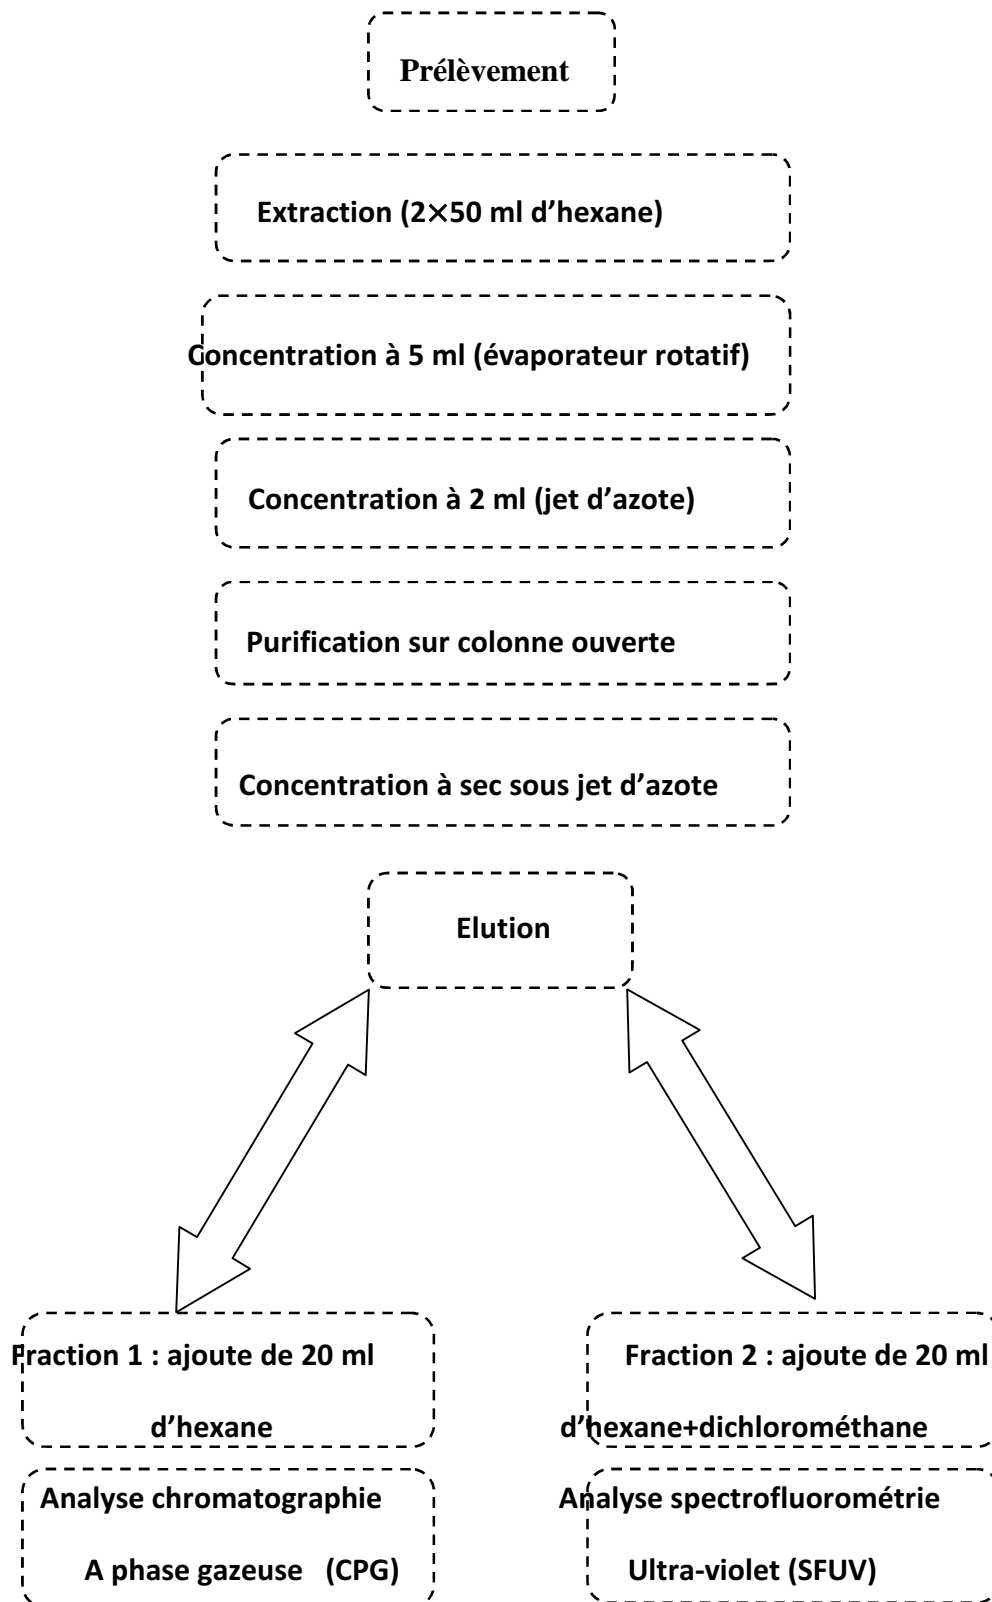 Prélèvement
Extraction (2×50 ml d’hexane)
Concentration à 5 ml (évaporateur rotatif)
Concentration à 2 ml (jet d’azote)
Purification sur colonne ouverte
Concentration à sec sous jet d’azote
Elution
Fraction 1 : ajoute de 20 ml
d’hexane
Fraction 2 : ajoute de 20 ml
d’hexane+dichlorométhane
Analyse chromatographie
A phase gazeuse (CPG)
Analyse spectrofluorométrie
Ultra-violet (SFUV)